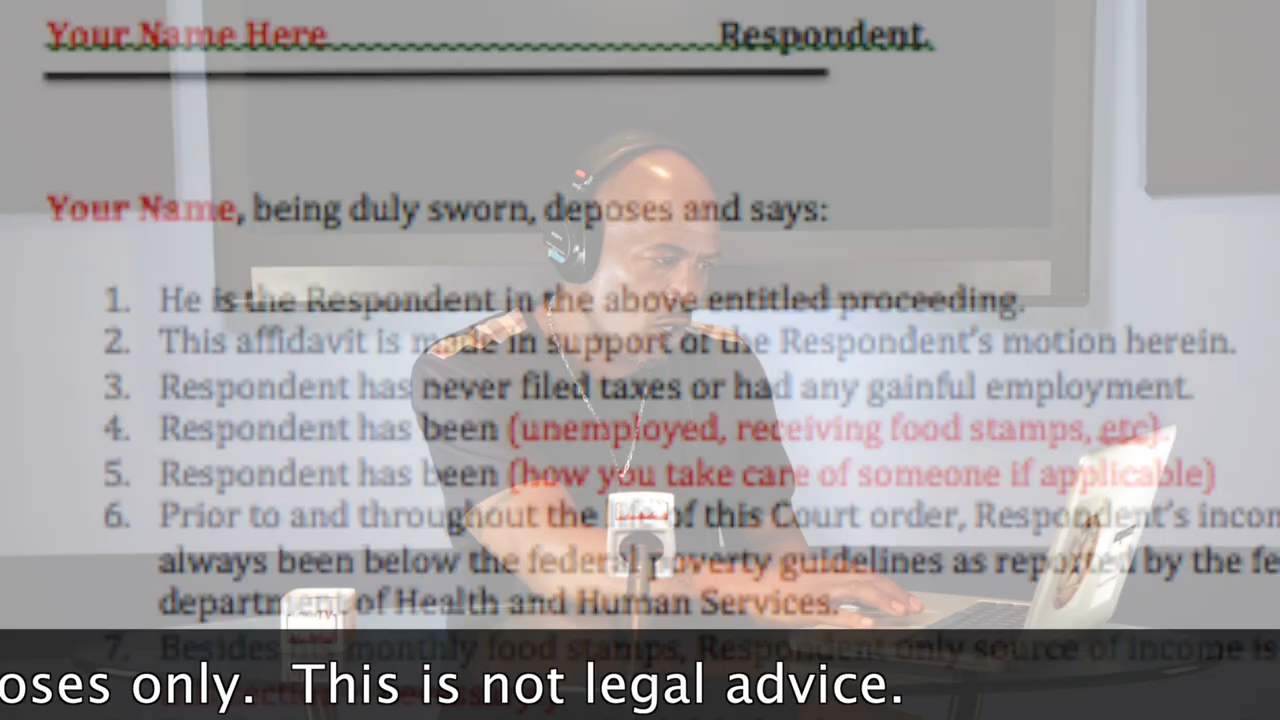 Your Name Here Respondent.
Your Name, being duly sworn, deposes and says:
1. He is the Respondent in the above entitled proceeding.
2. This affidavit is made in support of the Respondent's motion herein.
3. Respondent has never filed taxes or had any gainful employment.
4. Respondent has been (unemployed, receiving food stamps, etc).
5. Respondent has been (how you take care of someone if applicable)
6. Prior to and throughout the life of this Court order, Respondent's incom
always been below the federal poverty guidelines as reported by the fe
department of Health and Human Services.
7. Besides his monthly food stamps, Respondent only source of income is
oses only. This is not legal advice.